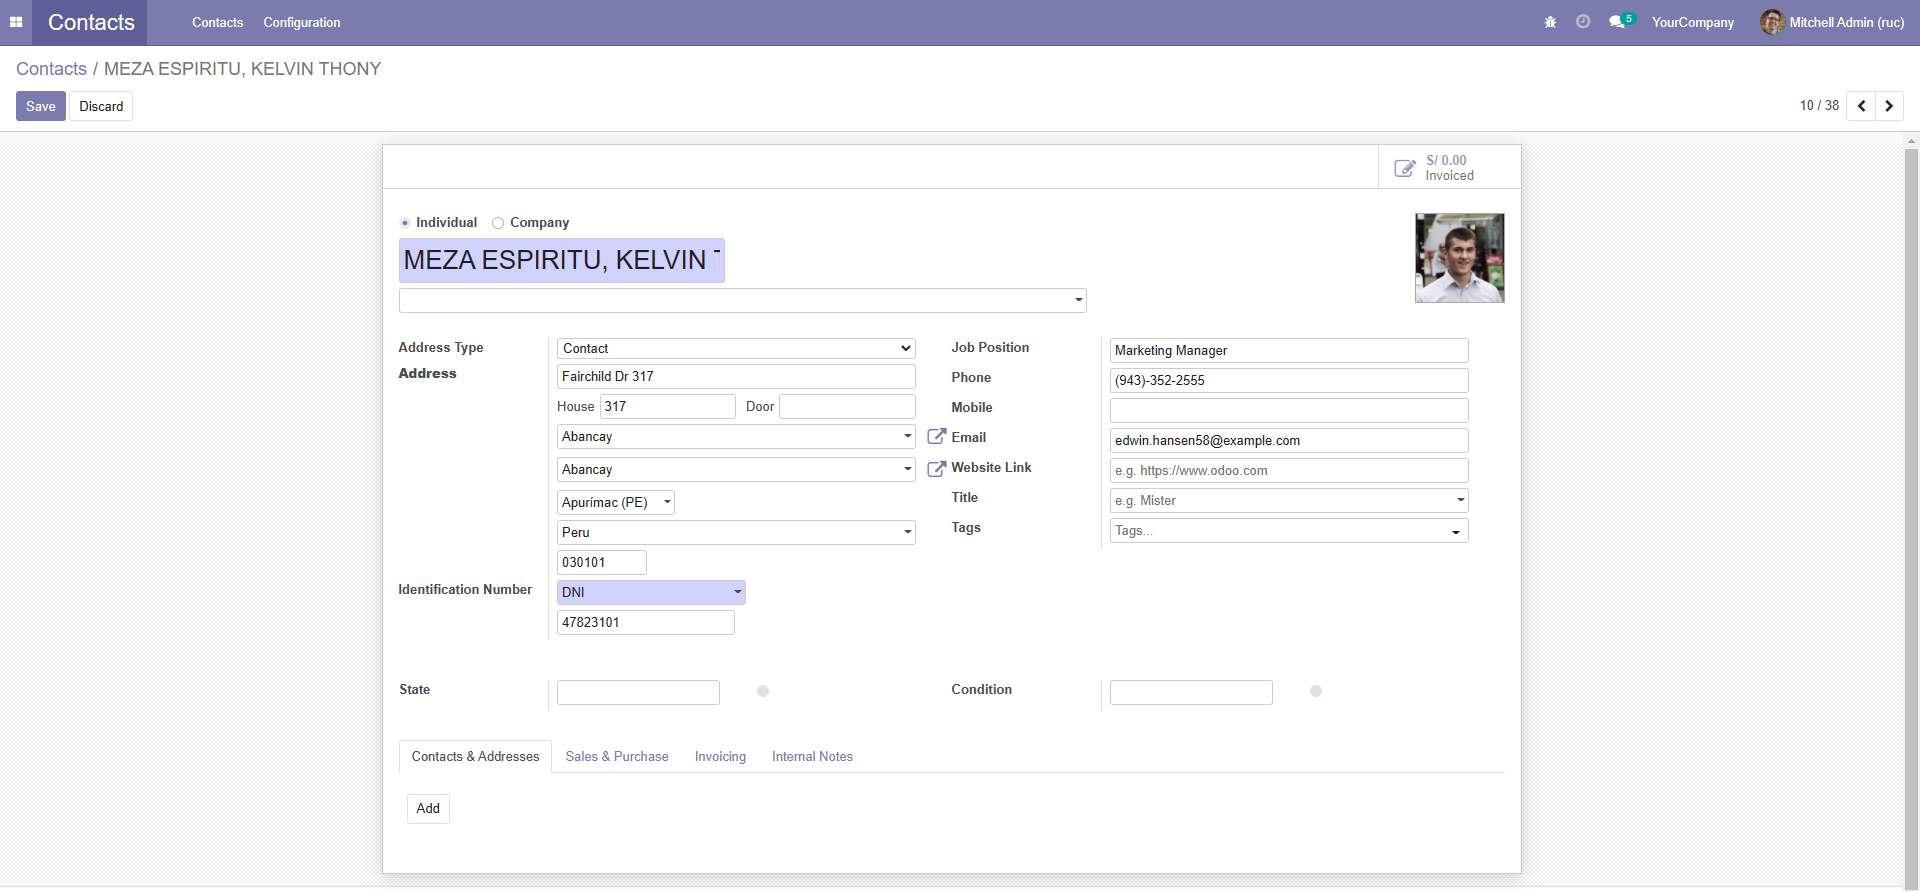 Contacts Contacts Configuration 5 YourCompany Mitchell Admin (ruc)
Contacts / MEZA ESPIRITU, KELVIN THONY
Save Discard 10 / 38
S/ 0.00
Invoiced
Individual Company
MEZA ESPIRITU, KELVIN
Address Type Contact
Address Fairchild Dr 317
House 317 Door
Abancay
Abancay
Apurímac (PE)
Peru
030101
Identification Number DNI
47823101
Job Position Marketing Manager
Phone (943)-352-2555
Mobile
Email edwin.hansen58@example.com
Website Link e.g. https://www.odoo.com
Title e.g. Mister
Tags Tags...
State Condition
Contacts & Addresses Sales & Purchase Invoicing Internal Notes
Add